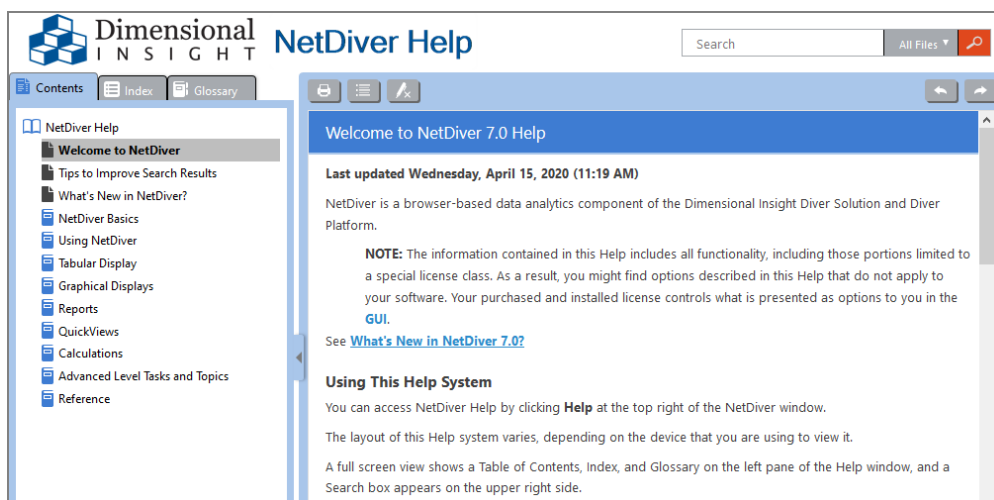 Dimensional
INSIGHT
NetDiver Help
Search
All Files
Contents
Index
Glossary
NetDiver Help
Welcome to NetDiver
Tips to Improve Search Results
What's New in NetDiver?
NetDiver Basics
Using NetDiver
Tabular Display
Graphical Displays
Reports
QuickViews
Calculations
Advanced Level Tasks and Topics
Reference
Welcome to NetDiver 7.0 Help
Last updated Wednesday, April 15, 2020 (11:19 AM)
NetDiver is a browser-based data analytics component of the Dimensional Insight Diver Solution and Diver
Platform.
NOTE: The information contained in this Help includes all functionality, including those portions limited to
a special license class. As a result, you might find options described in this Help that do not apply to
your software. Your purchased and installed license controls what is presented as options to you in the
GUI.
See What's New in NetDiver 7.0?
Using This Help System
You can access NetDiver Help by clicking Help at the top right of the NetDiver window.
The layout of this Help system varies, depending on the device that you are using to view it.
A full screen view shows a Table of Contents, Index, and Glossary on the left pane of the Help window, and a
Search box appears on the upper right side.